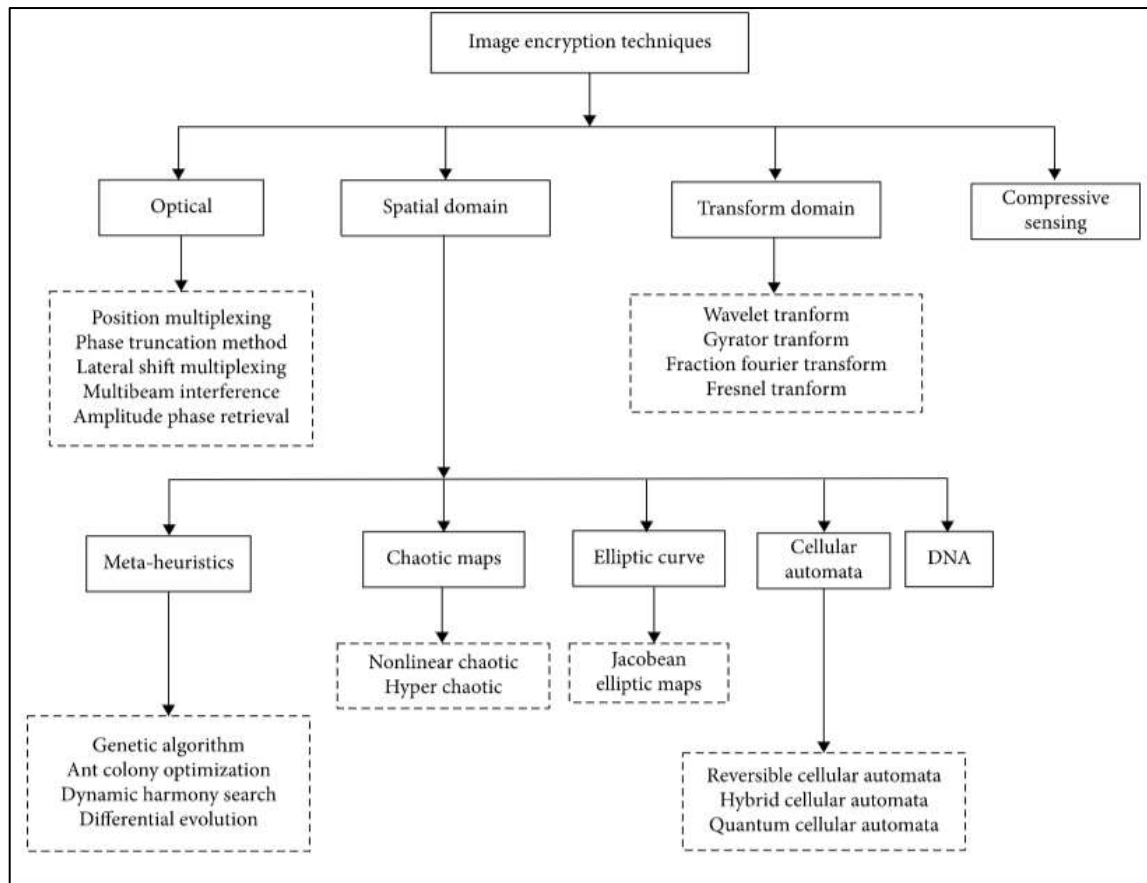 Image encryption techniques
Optical
Spatial domain
Transform domain
Compressive
sensing
Position multiplexing
Phase truncation method
Lateral shift multiplexing
Multibeam interference
Amplitude phase retrieval
Wavelet tranform
Gyrator tranform
Fraction fourier transform
Fresnel tranform
Meta-heuristics
Chaotic maps
Elliptic curve
Cellular
automata
DNA
Nonlinear chaotic
Hyper chaotic
Jacobean
elliptic maps
Genetic algorithm
Ant colony optimization
Dynamic harmony search
Differential evolution
Reversible cellular automata
Hybrid cellular automata
Quantum cellular automata